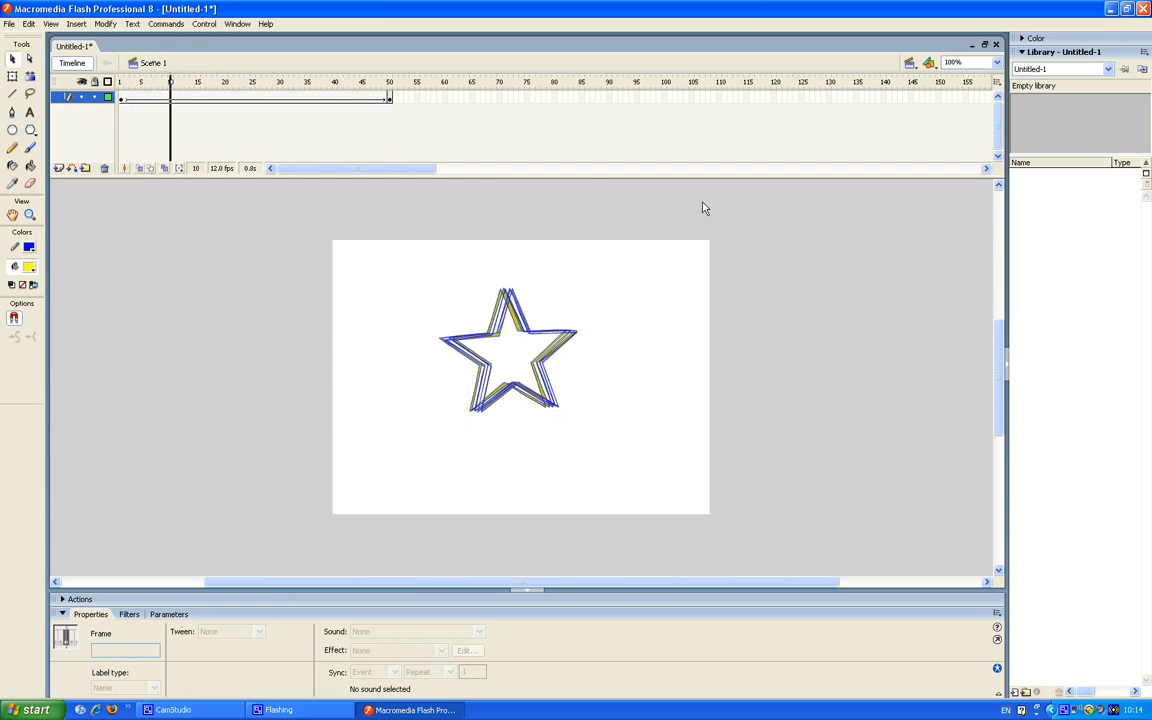 Macromedia Flash Professional 8 - [Untitled-1*]
File Edit View Insert Modify Text Commands Control Window Help
Tools
Untitled-1*
Color
Library - Untitled-1
Timeline
Scene 1
100%
Untitled-1
1 5 10 15 20 25 30 35 40 45 50 55 60 65 70 75 80 85 90 95 100 105 110 115 120 125 130 135 140 145 150 155
Empty library
10 12.0 fps 0.8s
Name Type
View
Colors
Options
Actions
Properties Filters Parameters
Frame
Tween: None
Sound: None
Effect: None Edit...
Label type:
Sync: Event Repeat 1
Name
No sound selected
start
CamStudio
Flashing
Macromedia Flash Pro...
EN
10:14